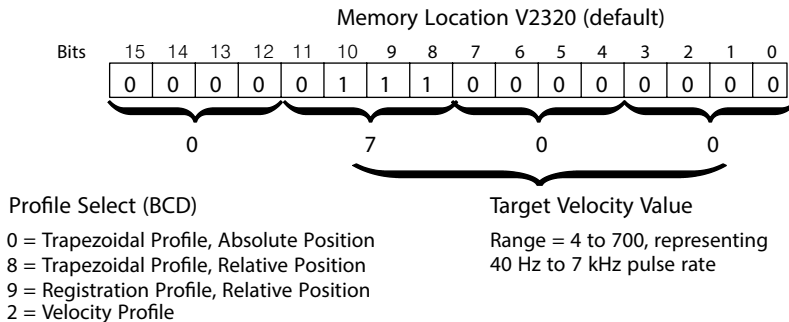 Memory Location V2320 (default)
Bits 15 14 13 12 11 10 9 8 7 6 5 4 3 2 1 0
0 0 0 0 0 1 1 1 0 0 0 0 0 0 0 0
0 7 0 0
Profile Select (BCD)
0 = Trapezoidal Profile, Absolute Position
8 = Trapezoidal Profile, Relative Position
9 = Registration Profile, Relative Position
2 = Velocity Profile
Target Velocity Value
Range = 4 to 700, representing
40 Hz to 7 kHz pulse rate